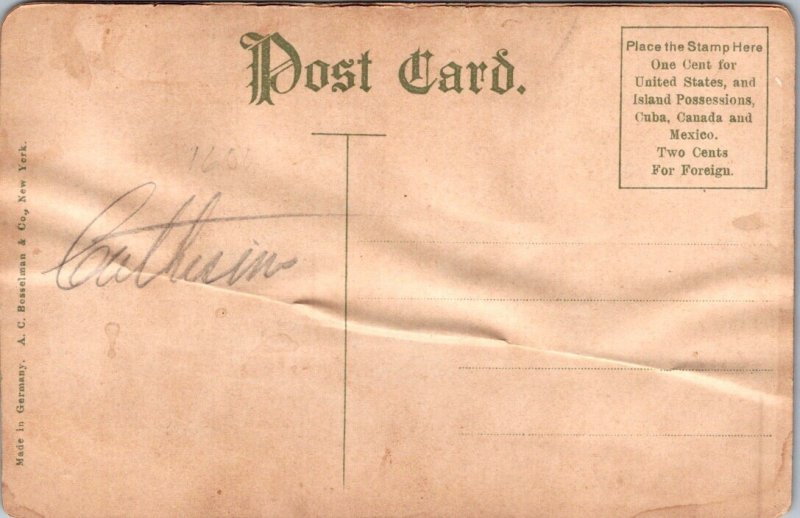 Post Card.
Place the Stamp Here
One Cent for
United States, and
Island Possessions,
Cuba, Canada and
Mexico.
Two Cents
For Foreign.
Catherine
Made in Germany. A. C. Bosselman & Co., New York.